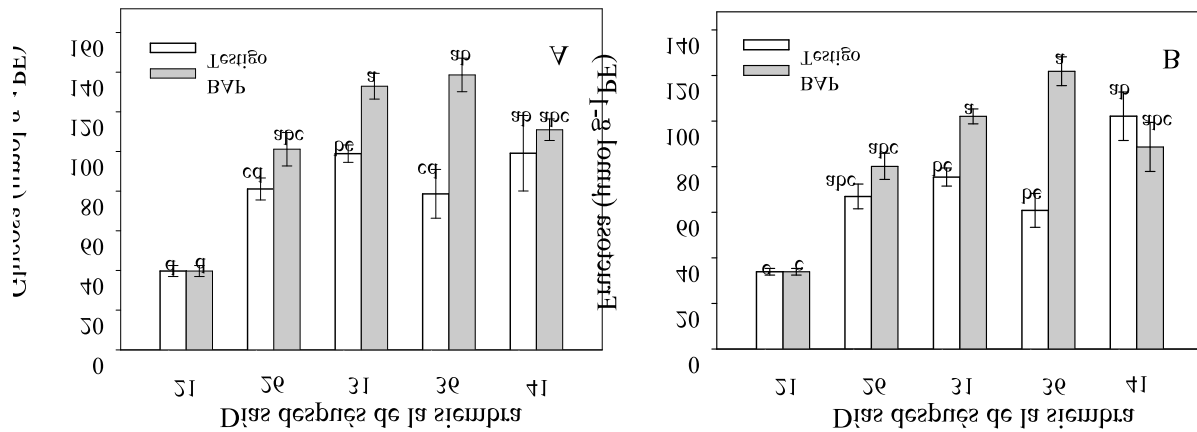 Glucosa (µmol g
PF)
160
140
120
100
80
60
40
20
0
Testigo
BAP
A
d d
cd abc
bc a
cd ab
ab abc
21 26 31 36 41
Días después de la siembra
Fructosa (µmol g-1 PF)
140
120
100
80
60
40
20
0
Testigo
BAP
B
c c
abc abc
bc a
bc a
ab abc
21 26 31 36 41
Días después de la siembra